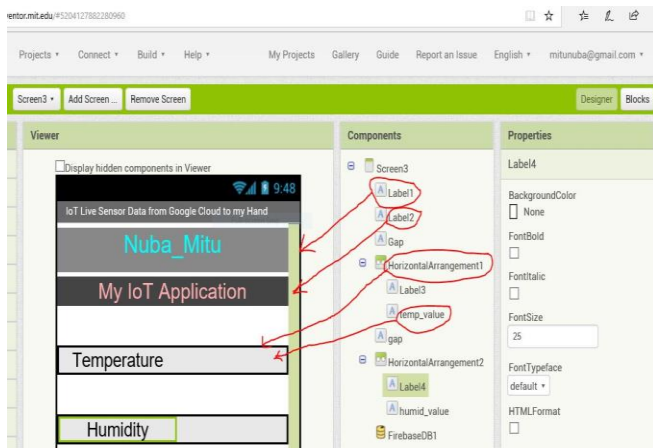 ventor.mit.edu/#5204127882280960
Projects Connect Build Help My Projects Gallery Guide Report an Issue English mitunuba@gmail.com
Screen3 Add Screen ... Remove Screen Designer Blocks
Viewer
Display hidden components in Viewer
9:48
IoT Live Sensor Data from Google Cloud to my Hand
Nuba_Mitu
My IoT Application
Temperature
Humidity
Components
Screen3
Label1
Label2
Gap
HorizontalArrangement1
Label3
temp_value
gap
HorizontalArrangement2
Label4
humid_value
FirebaseDB1
Properties
Label4
BackgroundColor
None
FontBold
FontItalic
FontSize
25
FontTypeface
default
HTMLFormat